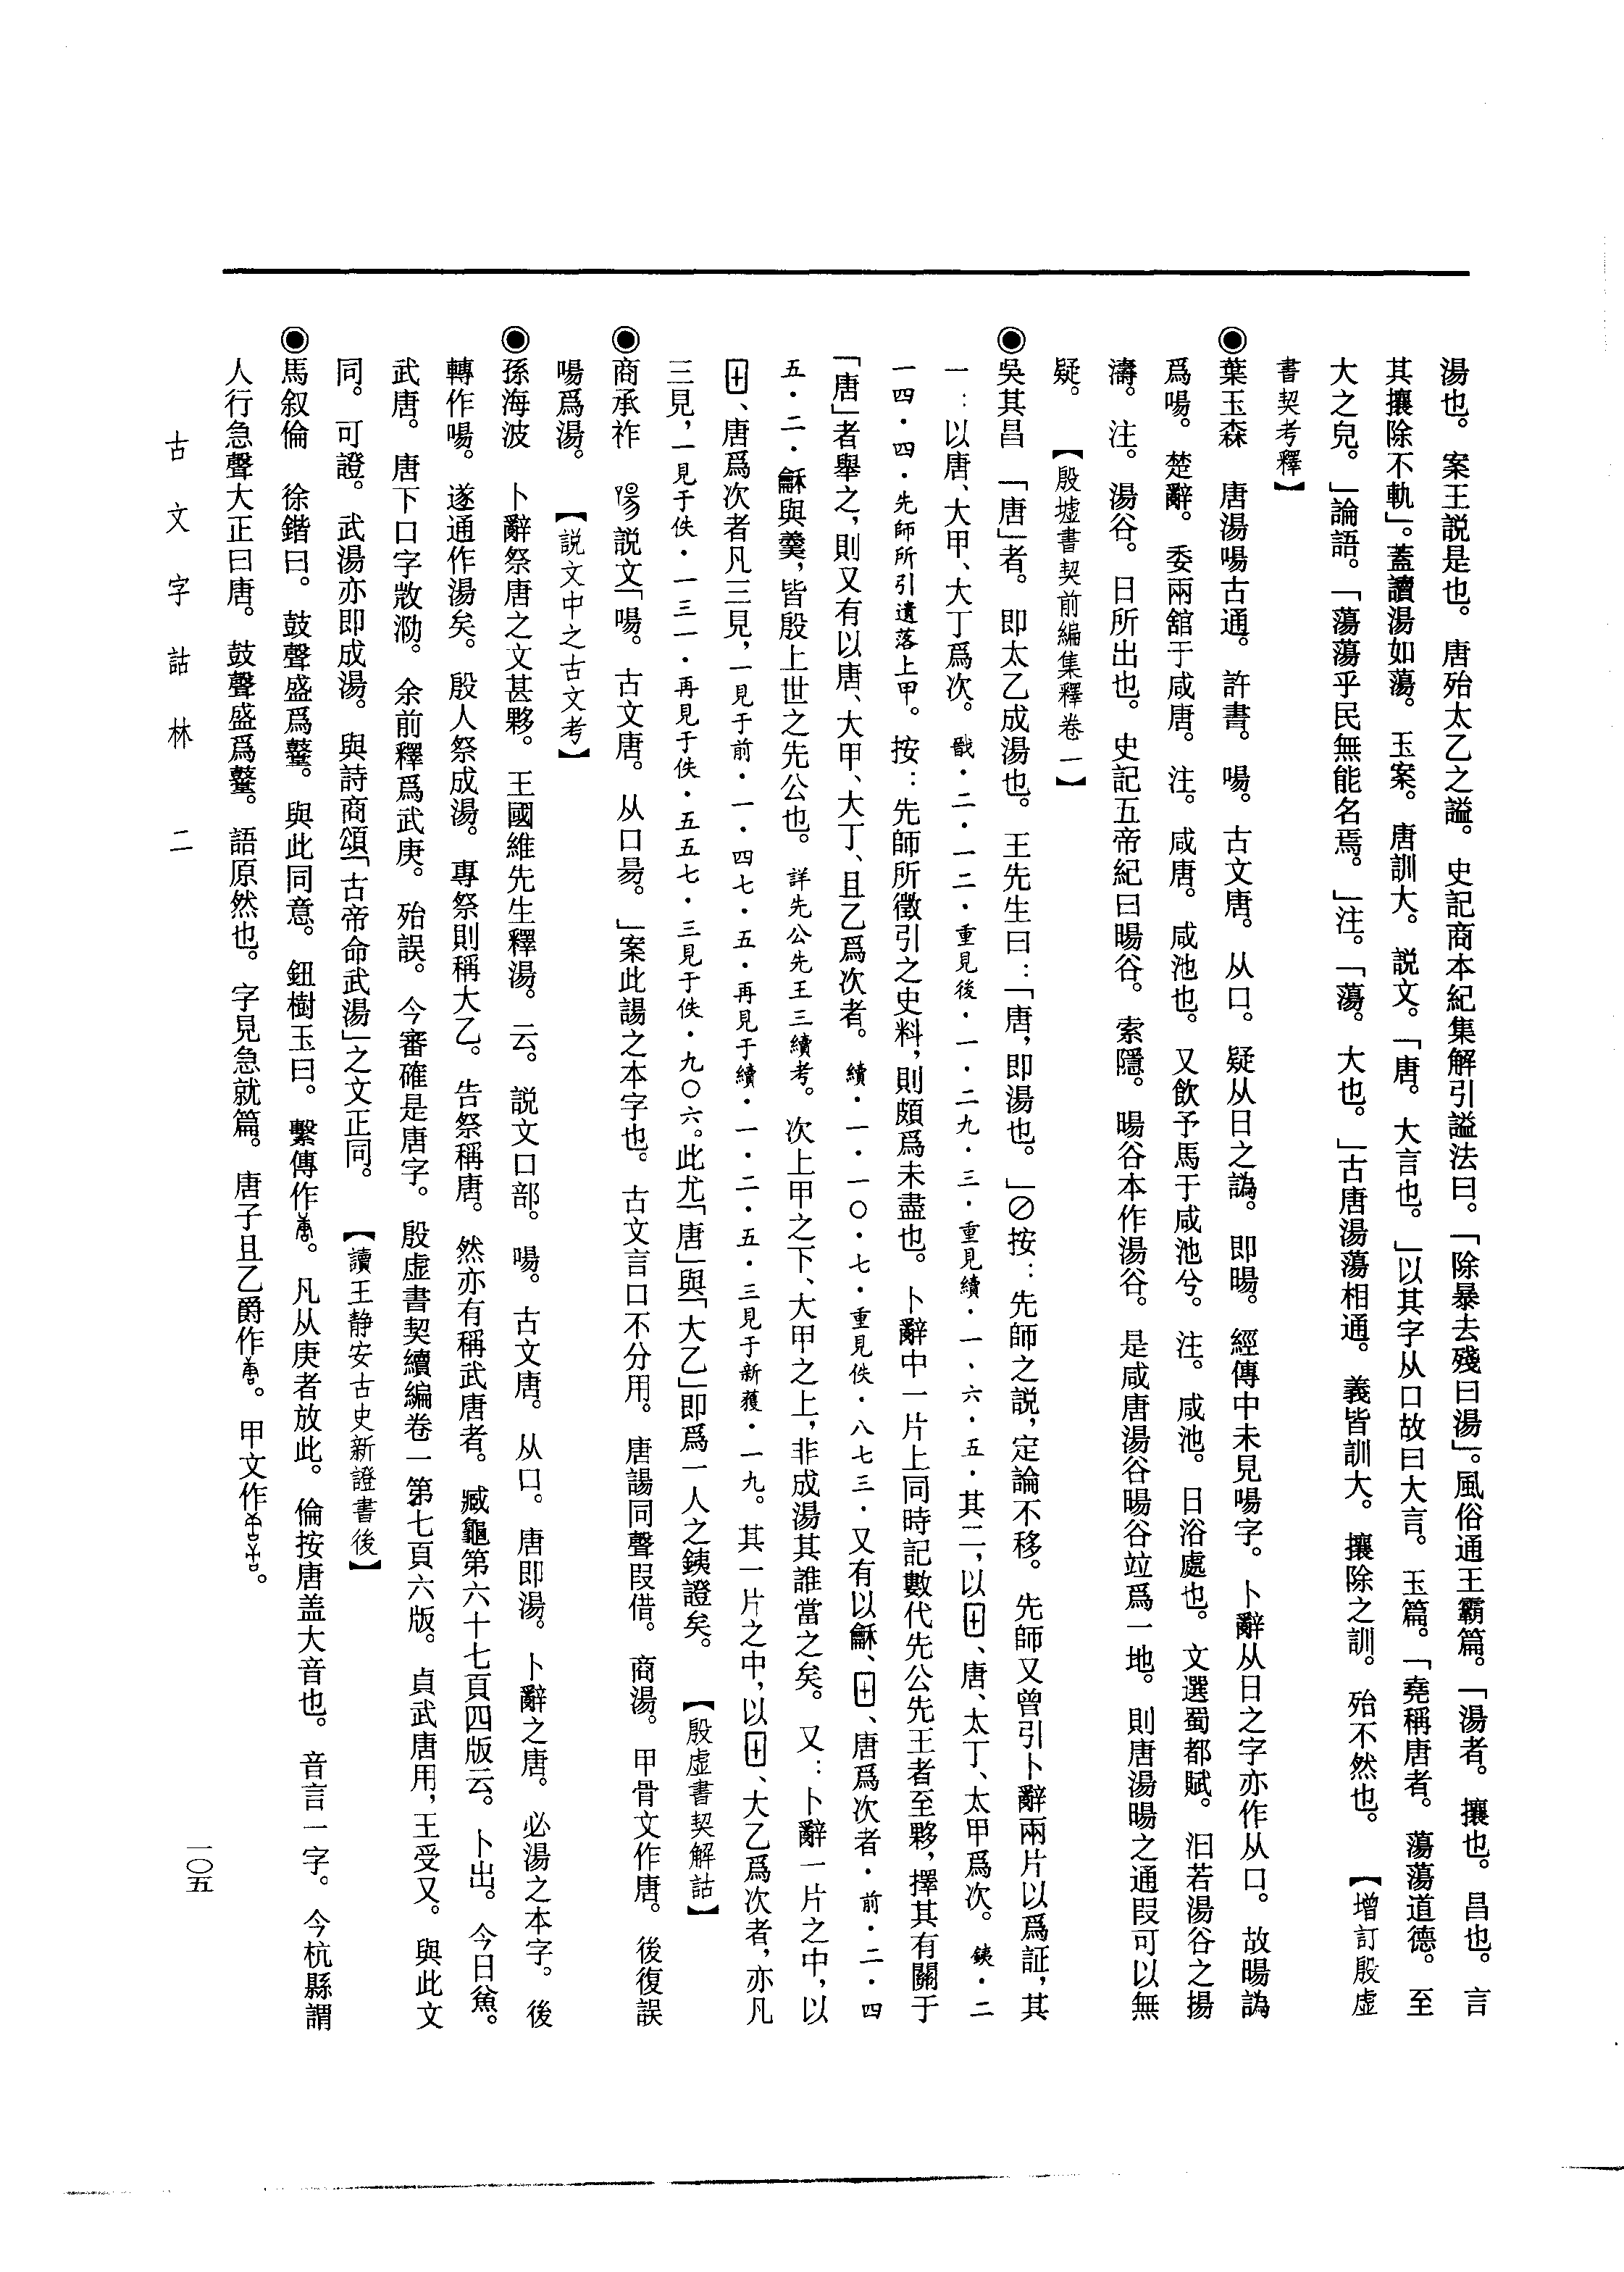 湯也。案王説是也。唐殆太乙之謚。史記商本紀集解引謚法曰。「除暴去殘曰湯」。風俗通王霸篇。「湯者。攘也。昌也。言
其攘除不軌」。蓋讀湯如蕩。玉案。唐訓大。説文。「唐。大言也。」以其字从口故曰大言。玉篇。「堯稱唐者。蕩蕩道德。至
大之皃。」論語。「蕩蕩乎民無能名焉。」注。「蕩。大也。」古唐湯蕩相通。義皆訓大。攘除之訓。殆不然也。【增訂殷虛
書契考釋】
◉葉玉森 唐湯啺古通。許書。啺。古文唐。从口。疑从日之譌。即暘。經傳中未見啺字。卜辭从日之字亦作从口。故暘譌
爲啺。楚辭。委兩舘于咸唐。注。咸唐。咸池也。又飲予馬于咸池兮。注。咸池。日浴處也。文選蜀都賦。汩若湯谷之揚
濤。注。湯谷。日所出也。史記五帝紀曰暘谷。索隱。暘谷本作湯谷。是咸唐湯谷暘谷竝爲一地。則唐湯暘之通叚可以無
疑。【殷墟書契前編集釋卷一】
◉吳其昌 「唐」者。即太乙成湯也。王先生曰：「唐，即湯也。」⊘按：先師之説，定論不移。先師又曾引卜辭兩片以爲証，其
一：以唐、大甲、大丁爲次。戩·二·一二·重見後·一·二九·三·重見續·一·六·五·其二，以田、唐、太丁、太甲爲次。鐵·二
一四·四·先師所引遺落上甲。按：先師所徵引之史料，則頗爲未盡也。卜辭中一片上同時記數代先公先王者至夥，擇其有關于
「唐」者舉之，則又有以唐、大甲、大丁、且乙爲次者。續·一·一〇·七·重見佚·八七三·又有以龢、田、唐爲次者·前·二·四
五·二·龢與羹，皆殷上世之先公也。詳先公先王三續考。次上甲之下、大甲之上，非成湯其誰當之矣。又：卜辭一片之中，以
田、唐爲次者凡三見，一見于前·一·四七·五·再見于續·一·二·五·三見于新獲·一九。其一片之中，以田、大乙爲次者，亦凡
三見，一見于佚·一三一·再見于佚·五五七·三見于佚·九〇六。此尤「唐」與「大乙」即爲一人之銕證矣。【殷虛書契解詁】
◉商承祚 説文「啺。古文唐。从口昜。」案此諹之本字也。古文言口不分用。唐諹同聲叚借。商湯。甲骨文作唐。後復誤
啺爲湯。【説文中之古文考】
◉孫海波 卜辭祭唐之文甚夥。王國維先生釋湯。云。説文口部。啺。古文唐。从口。唐即湯。卜辭之唐。必湯之本字。後
轉作啺。遂通作湯矣。殷人祭成湯。專祭則稱大乙。告祭稱唐。然亦有稱武唐者。臧龜第六十七頁四版云。卜出。今日𩵦。
武唐。唐下口字㪣泐。余前釋爲武庚。殆誤。今審確是唐字。殷虛書契續編卷一第七頁六版。貞武唐用，王受又。與此文
同。可證。武湯亦即成湯。與詩商頌「古帝命武湯」之文正同。【讀王静安古史新證書後】
◉馬叙倫 徐鍇曰。鼓聲盛爲鼞。與此同意。鈕樹玉曰。繫傳作。凡从庚者放此。倫按唐盖大音也。音言一字。今杭縣謂
人行急聲大正曰唐。鼓聲盛爲鼞。語原然也。字見急就篇。唐子且乙爵作。甲文作。
古文字詁林 二
一〇五